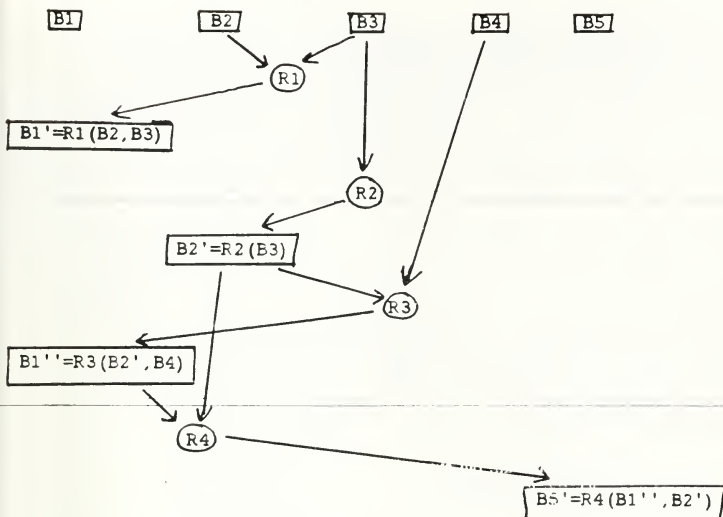 B1 B2 B3 B4 B5
R1
B1'=R1(B2,B3)
R2
B2'=R2(B3)
R3
B1''=R3(B2',B4)
R4
B5'=R4(B1'',B2')